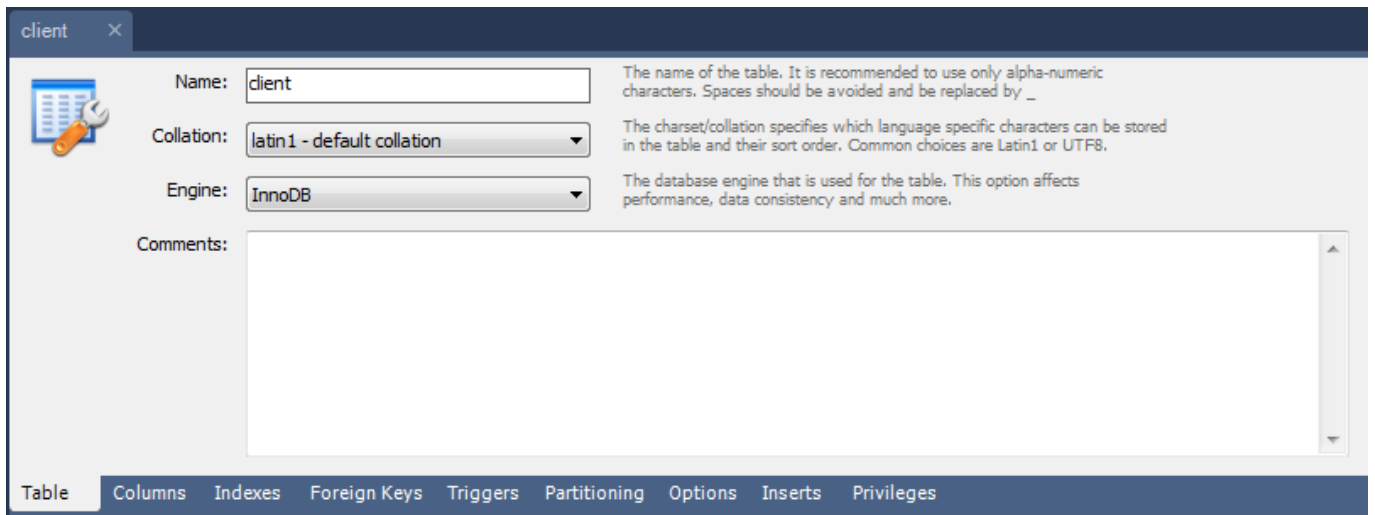 client ×
Name: client
The name of the table. It is recommended to use only alpha-numeric
characters. Spaces should be avoided and be replaced by _
Collation: latin1 - default collation
The charset/collation specifies which language specific characters can be stored
in the table and their sort order. Common choices are Latin1 or UTF8.
Engine: InnoDB
The database engine that is used for the table. This option affects
performance, data consistency and much more.
Comments:
Table Columns Indexes Foreign Keys Triggers Partitioning Options Inserts Privileges